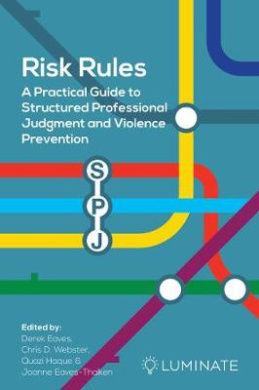 Risk Rules
A Practical Guide to
Structured Professional
Judgment and Violence
Prevention
S
P
J
Edited by:
Derek Eaves,
Chris D. Webster,
Quazi Haque &
Joanne Eaves-Thalken
LUMINATE